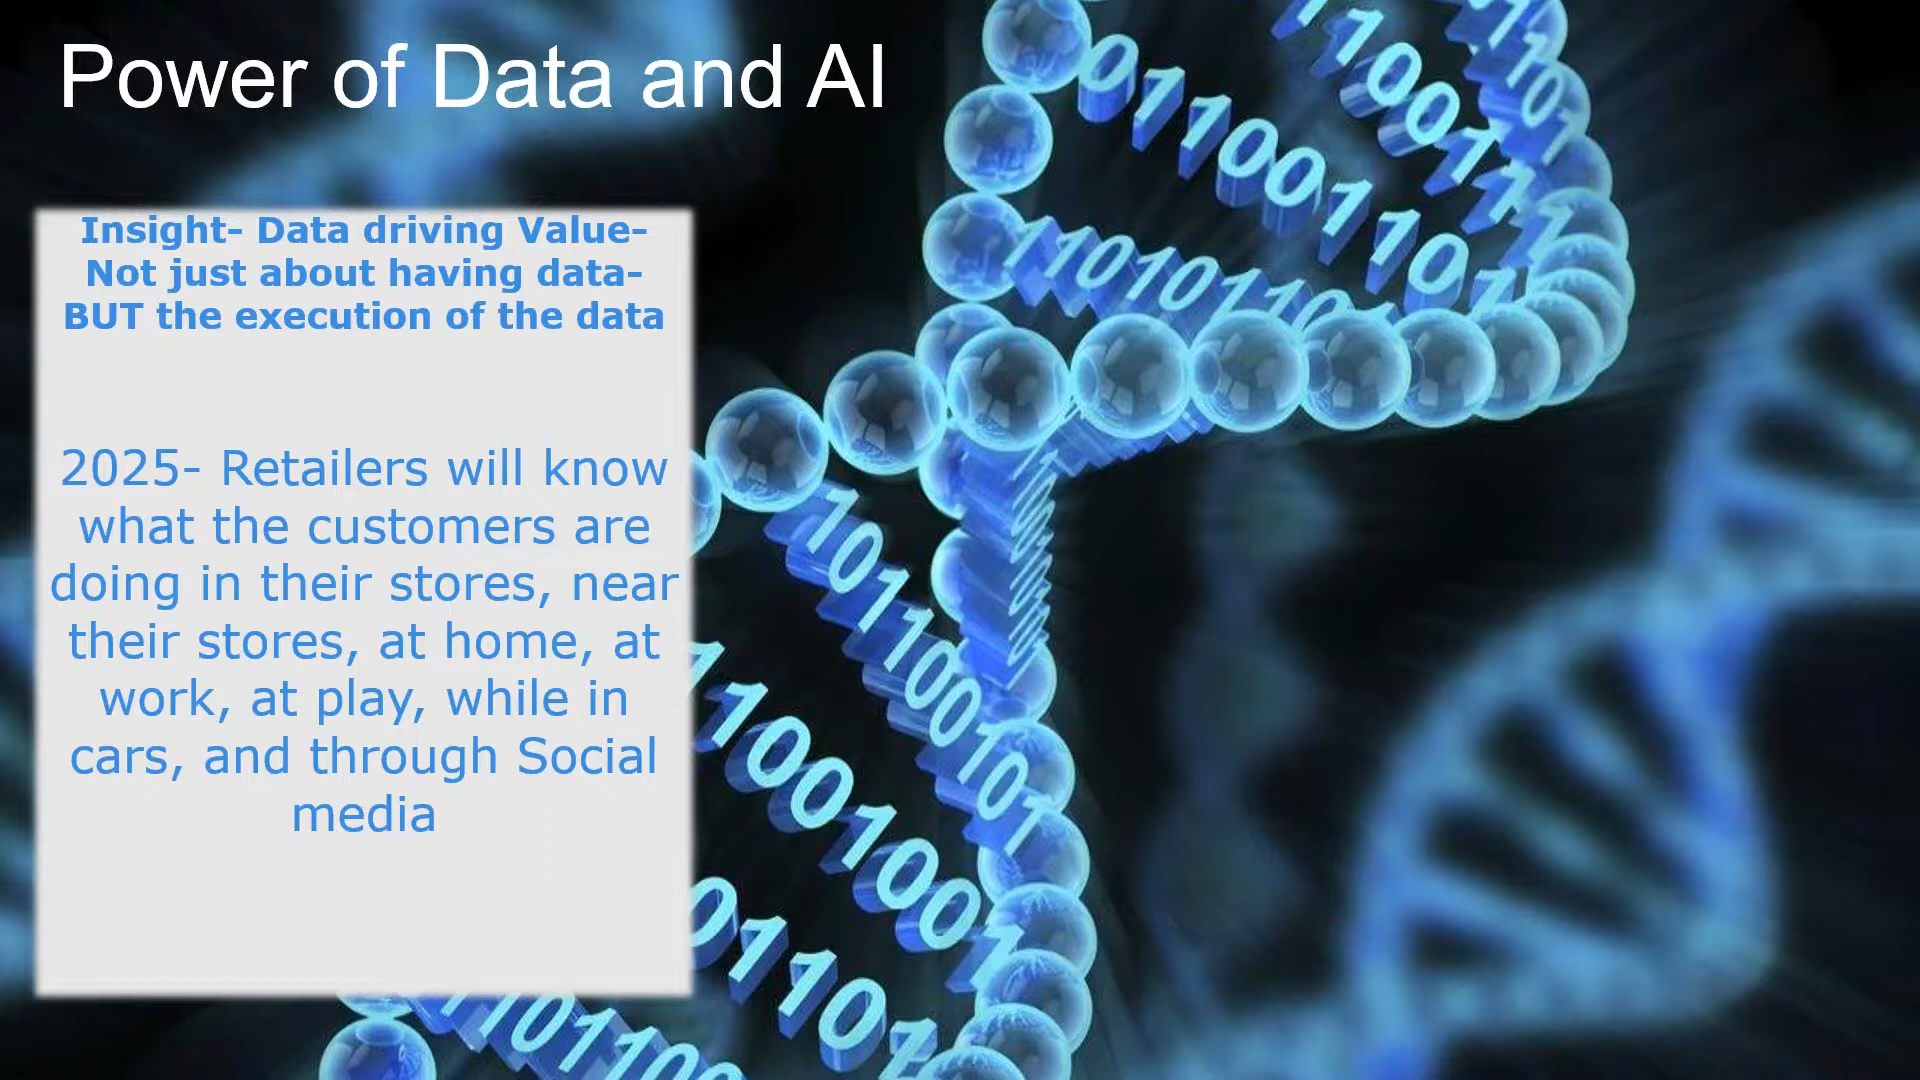 Power of Data and AI
Insight- Data driving Value-
Not just about having data-
BUT the execution of the data
2025- Retailers will know
what the customers are
doing in their stores, near
their stores, at home, at
work, at play, while in
cars, and through Social
media